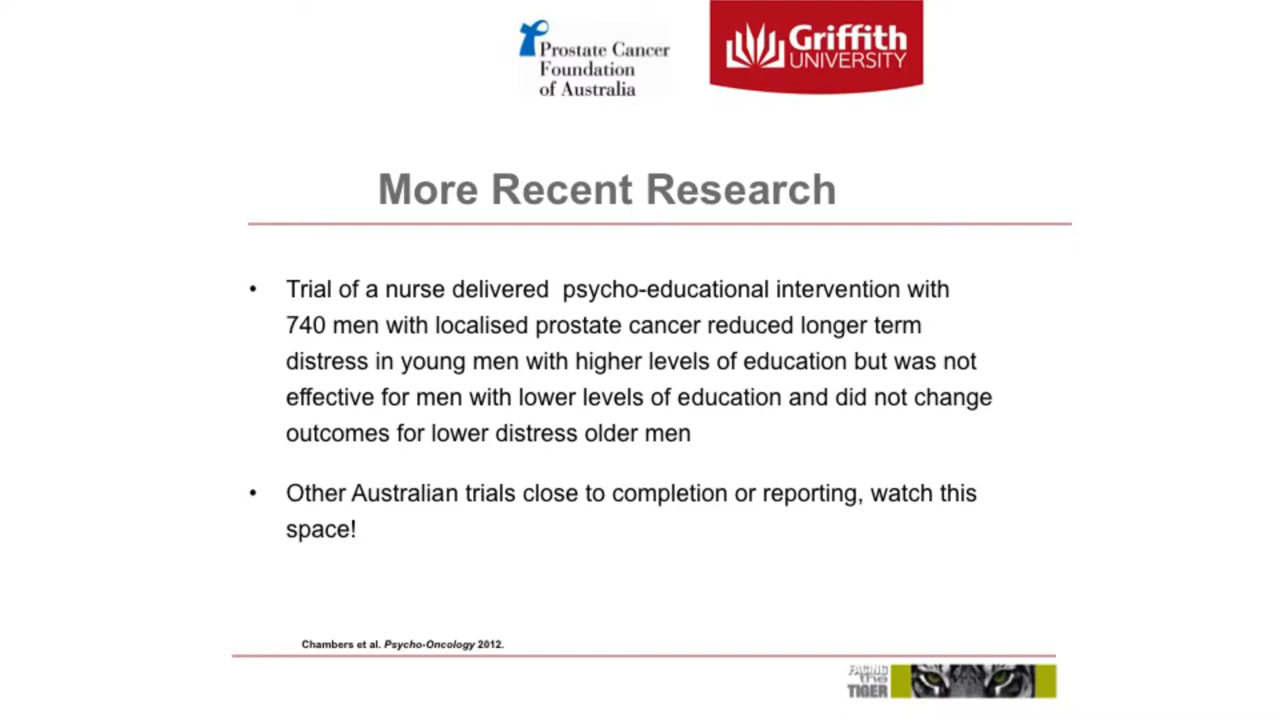 Prostate Cancer
Foundation
of Australia
Griffith
UNIVERSITY
More Recent Research
• Trial of a nurse delivered  psycho-educational intervention with
740 men with localised prostate cancer reduced longer term
distress in young men with higher levels of education but was not
effective for men with lower levels of education and did not change
outcomes for lower distress older men
• Other Australian trials close to completion or reporting, watch this
space!
Chambers et al. Psycho-Oncology 2012.
FACING
the
TIGER